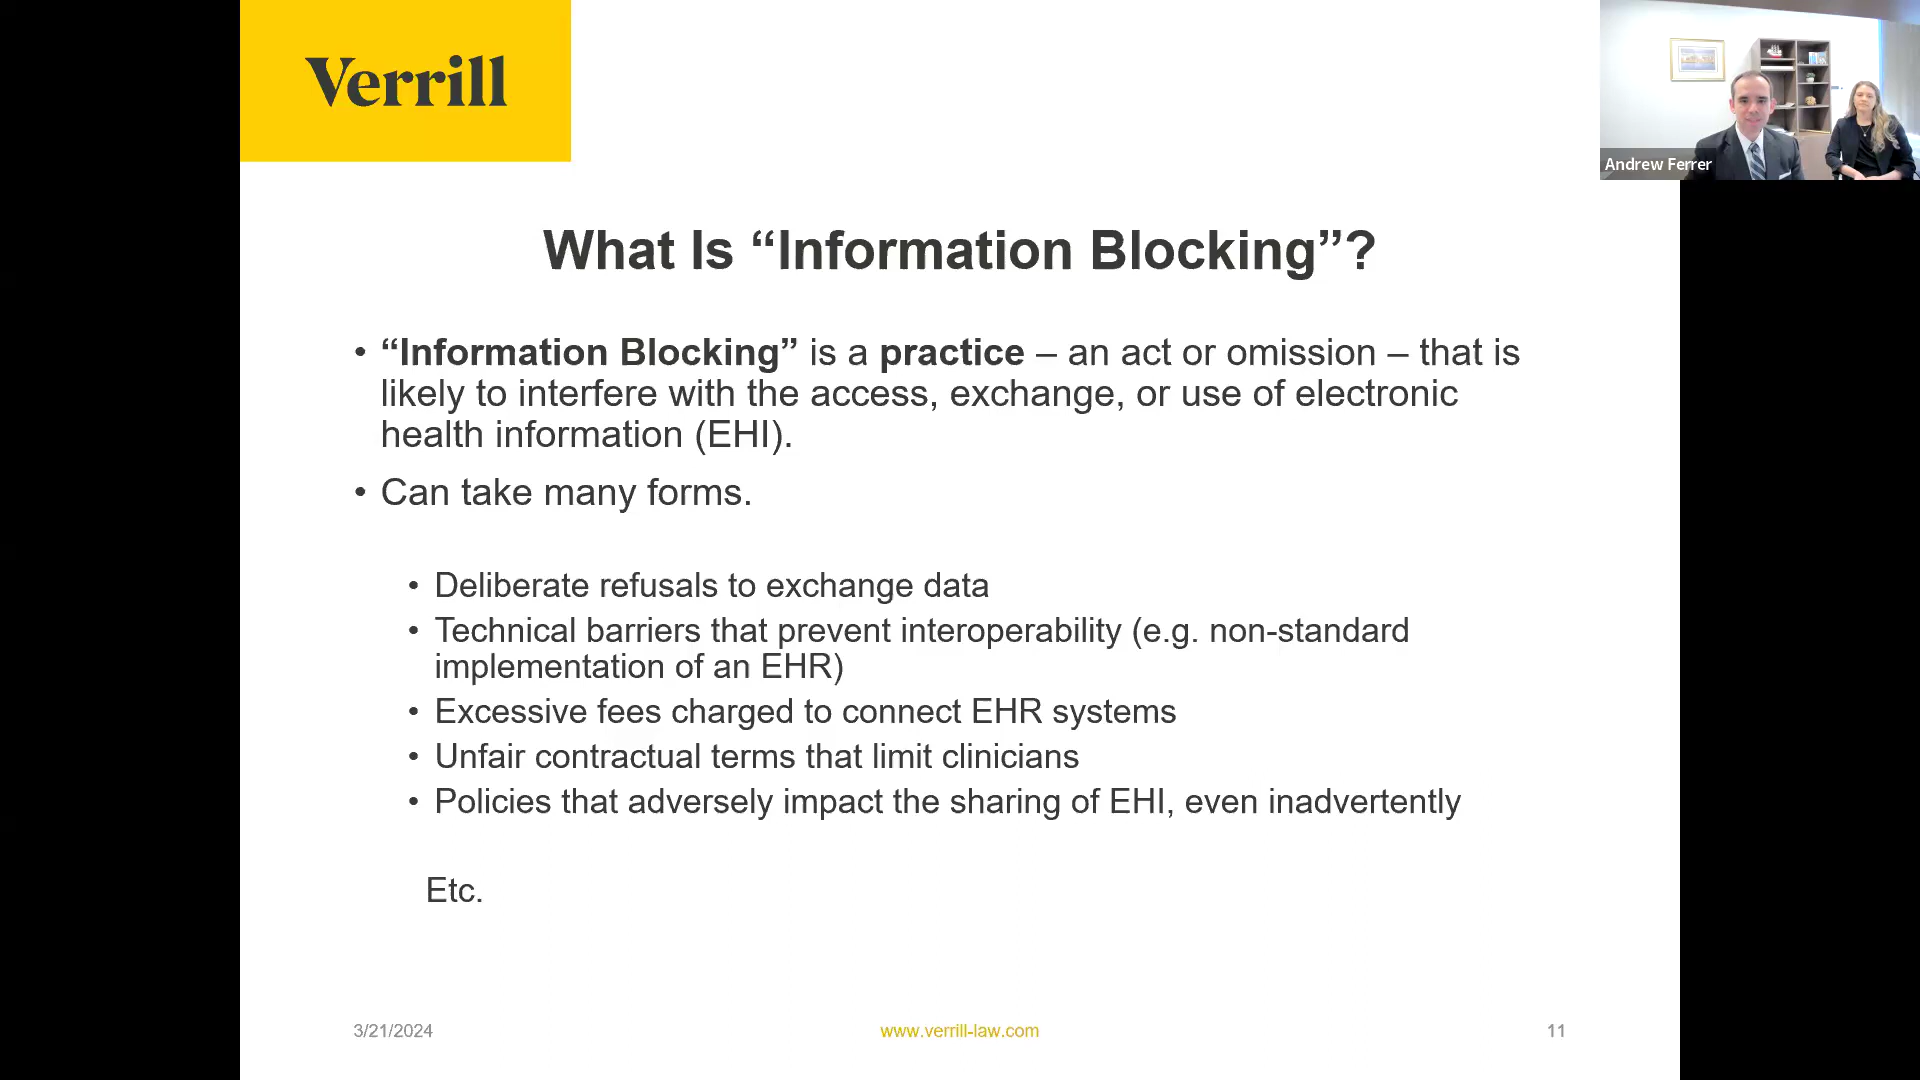 Verrill
Andrew Ferrer
What Is “Information Blocking”?
• “Information Blocking” is a practice – an act or omission – that is
likely to interfere with the access, exchange, or use of electronic
health information (EHI).
• Can take many forms.
• Deliberate refusals to exchange data
• Technical barriers that prevent interoperability (e.g. non-standard
implementation of an EHR)
• Excessive fees charged to connect EHR systems
• Unfair contractual terms that limit clinicians
• Policies that adversely impact the sharing of EHI, even inadvertently
Etc.
3/21/2024
www.verrill-law.com
11